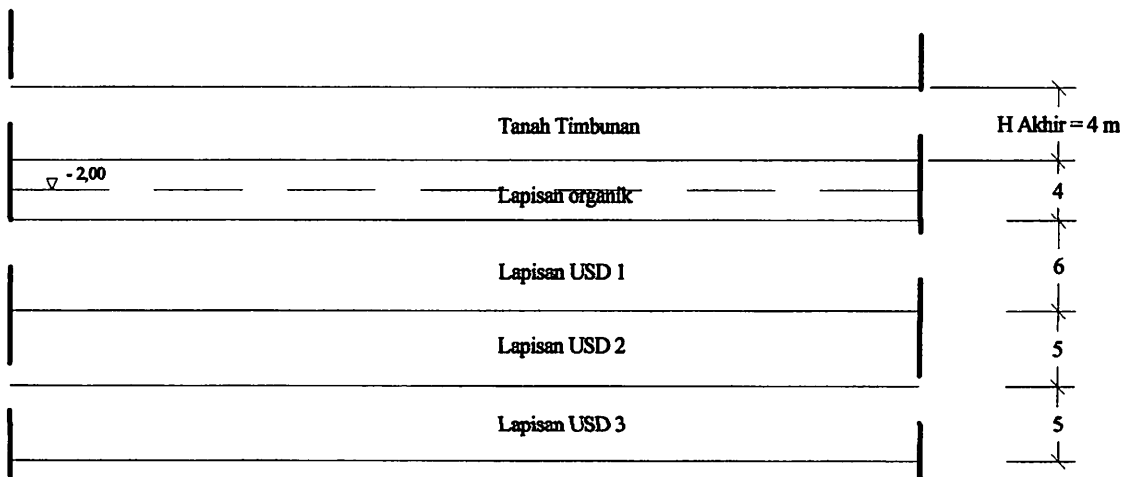 Tanah Timbunan
H Akhir = 4 m
- 2,00
Lapisan organik
4
Lapisan USD 1
6
Lapisan USD 2
5
Lapisan USD 3
5